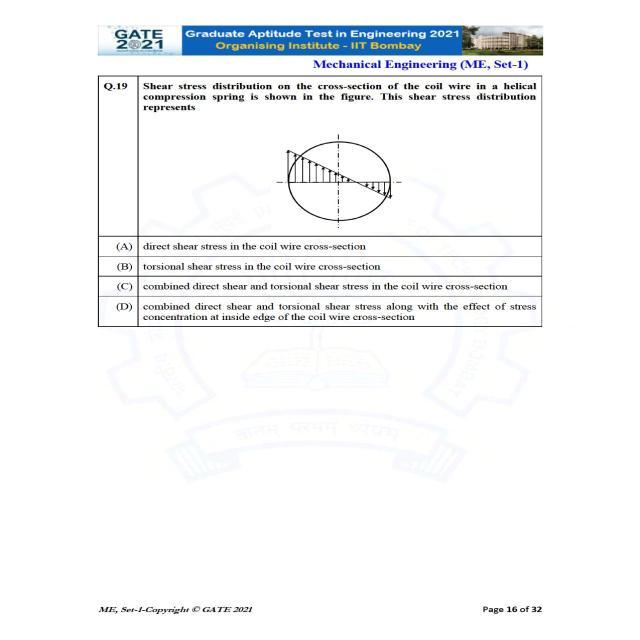 GATE
2021
Graduate Aptitude Test in Engineering 2021
Organising Institute - IIT Bombay
Mechanical Engineering (ME, Set-1)
Q.19 Shear stress distribution on the cross-section of the coil wire in a helical
compression spring is shown in the figure. This shear stress distribution
represents
(A) direct shear stress in the coil wire cross-section
(B) torsional shear stress in the coil wire cross-section
(C) combined direct shear and torsional shear stress in the coil wire cross-section
(D) combined direct shear and torsional shear stress along with the effect of stress
concentration at inside edge of the coil wire cross-section
ME, Set-1-Copyright © GATE 2021
Page 16 of 32